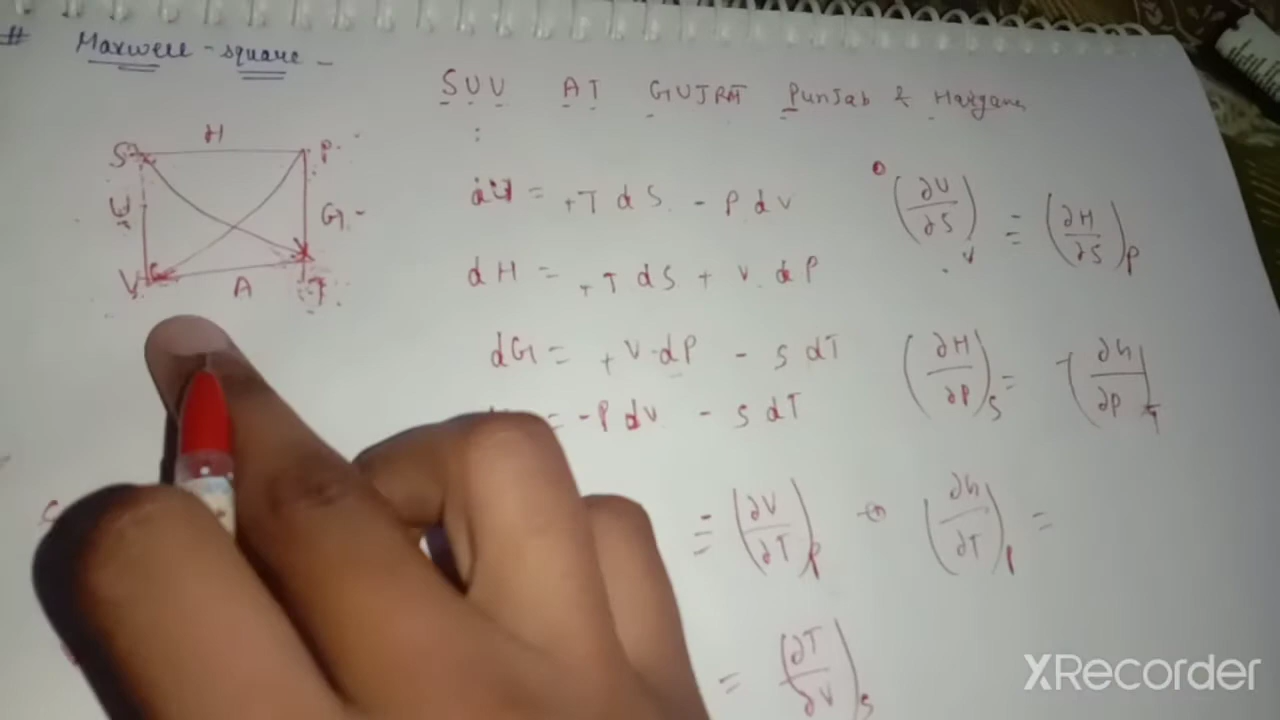 # Maxwell - square -
SUV AT GUJRAT Punjab & Haryana
H
S P
U G
V A T
dU = +T dS - P dV
(∂U/∂S)V = (∂H/∂S)P
dH = +T dS + V dP
dG = +V dP - S dT
(∂H/∂P)S = (∂G/∂P)T
= -P dV - S dT
= (∂V/∂T)P
(∂G/∂T)P =
= (∂T/∂V)S
XRecorder